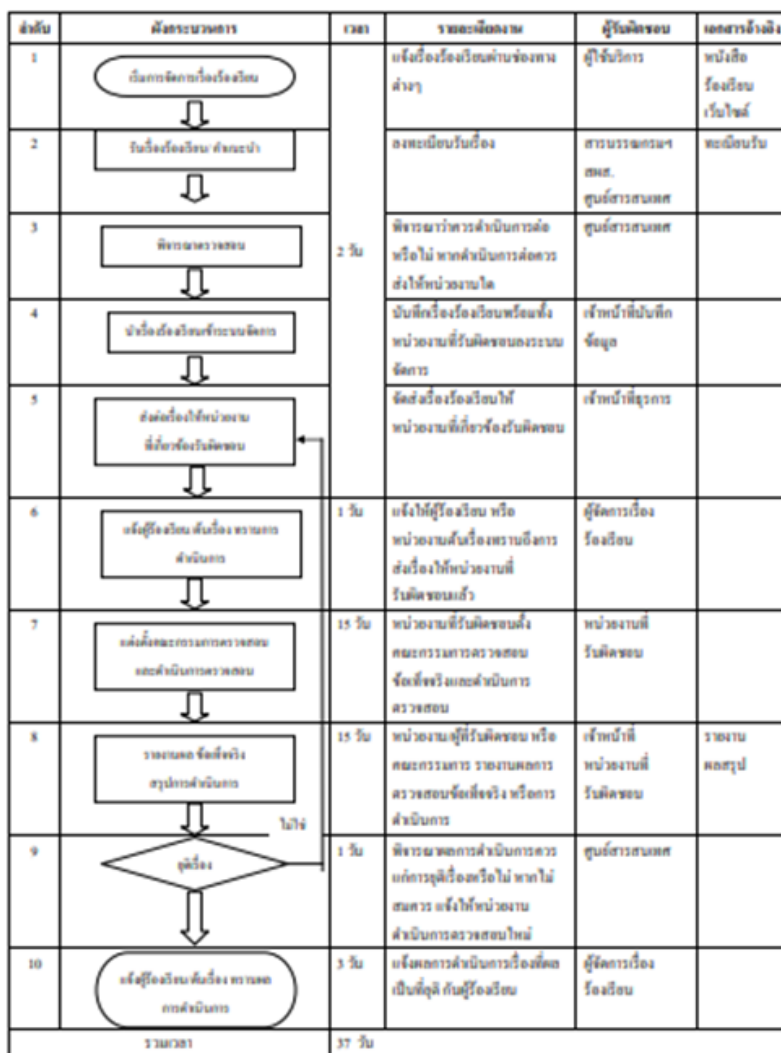 ลำดับ ผังกระบวนการ เวลา รายละเอียดงาน ผู้รับผิดชอบ เอกสารอ้างอิง
1
เริ่มการจัดการเรื่องร้องเรียน
แจ้งเรื่องร้องเรียนผ่านช่องทาง
ต่างๆ
ผู้ใช้บริการ
หนังสือ
ร้องเรียน
เว็บไซต์
2
รับเรื่องร้องเรียน/คำแนะนำ
2 วัน
ลงทะเบียนรับเรื่อง
สารบรรณกรมฯ
สผส.
ศูนย์สารสนเทศ
ทะเบียนรับ
3
พิจารณาตรวจสอบ
พิจารณาว่าควรดำเนินการต่อ
หรือไม่ หากดำเนินการต่อควร
ส่งให้หน่วยงานใด
ศูนย์สารสนเทศ
4
นำเรื่องร้องเรียนเข้าระบบจัดการ
บันทึกเรื่องร้องเรียนพร้อมทั้ง
หน่วยงานที่รับผิดชอบลงระบบ
จัดการ
เจ้าหน้าที่บันทึก
ข้อมูล
5
ส่งต่อเรื่องให้หน่วยงาน
ที่เกี่ยวข้องรับผิดชอบ
จัดส่งเรื่องร้องเรียนให้
หน่วยงานที่เกี่ยวข้องรับผิดชอบ
เจ้าหน้าที่ธุรการ
6
แจ้งผู้ร้องเรียน/ต้นเรื่อง ทราบการ
ดำเนินการ
1 วัน
แจ้งให้ผู้ร้องเรียน หรือ
หน่วยงานต้นเรื่องทราบถึงการ
ส่งเรื่องให้หน่วยงานที่
รับผิดชอบแล้ว
ผู้จัดการเรื่อง
ร้องเรียน
7
แต่งตั้งคณะกรรมการตรวจสอบ
และดำเนินการตรวจสอบ
15 วัน
หน่วยงานที่รับผิดชอบตั้ง
คณะกรรมการตรวจสอบ
ข้อเท็จจริงและดำเนินการ
ตรวจสอบ
หน่วยงานที่
รับผิดชอบ
8
รายงานผล ข้อเท็จจริง
สรุปการดำเนินการ
15 วัน
หน่วยงาน/ผู้ที่รับผิดชอบ หรือ
คณะกรรมการ รายงานผลการ
ตรวจสอบข้อเท็จจริง หรือการ
ดำเนินการ
เจ้าหน้าที่
หน่วยงานที่
รับผิดชอบ
รายงาน
ผลสรุป
ไม่ใช่
9
ยุติเรื่อง
1 วัน
พิจารณาผลการดำเนินการควร
แก่การยุติเรื่องหรือไม่ หากไม่
สมควร แจ้งให้หน่วยงาน
ดำเนินการตรวจสอบใหม่
ศูนย์สารสนเทศ
10
แจ้งผู้ร้องเรียน/ต้นเรื่อง ทราบผล
การดำเนินการ
3 วัน
แจ้งผลการดำเนินการเรื่องที่ผล
เป็นที่ยุติ กับผู้ร้องเรียน
ผู้จัดการเรื่อง
ร้องเรียน
รวมเวลา 37 วัน